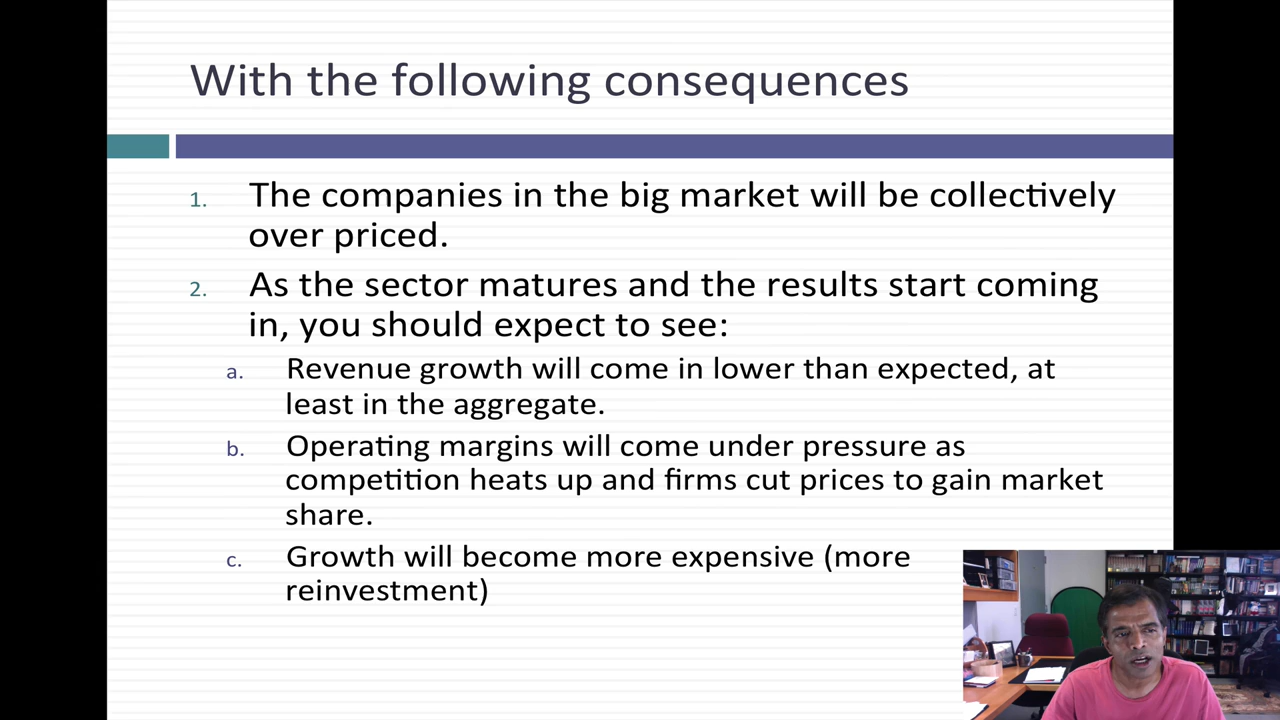 With the following consequences
1. The companies in the big market will be collectively
over priced.
2. As the sector matures and the results start coming
in, you should expect to see:
a. Revenue growth will come in lower than expected, at
least in the aggregate.
b. Operating margins will come under pressure as
competition heats up and firms cut prices to gain market
share.
c. Growth will become more expensive (more
reinvestment)